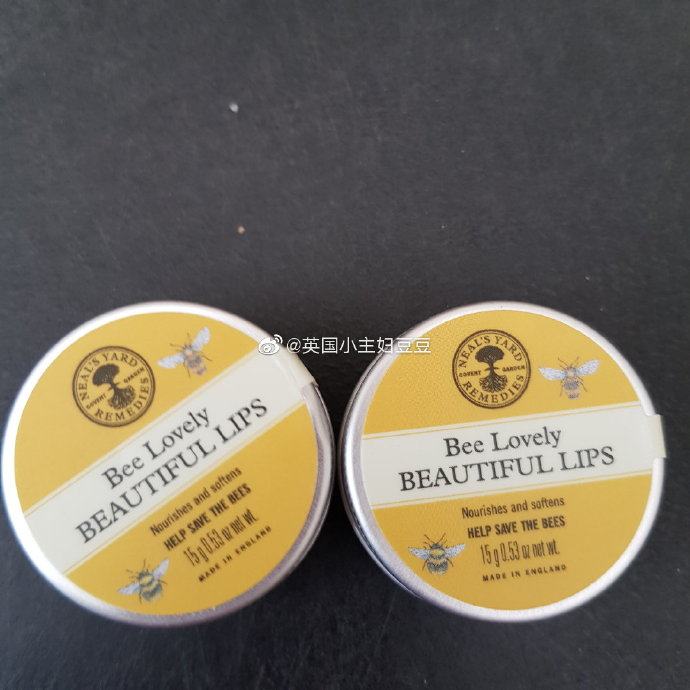 @英国小主妇豆豆
NEAL'S YARD
COVENT GARDEN
REMEDIES
Bee Lovely
BEAUTIFUL LIPS
Nourishes and softens
HELP SAVE THE BEES
15 g 0.53 oz net wt.
MADE IN ENGLAND
NEAL'S YARD
COVENT GARDEN
REMEDIES
Bee Lovely
BEAUTIFUL LIPS
Nourishes and softens
HELP SAVE THE BEES
15 g 0.53 oz net wt.
MADE IN ENGLAND